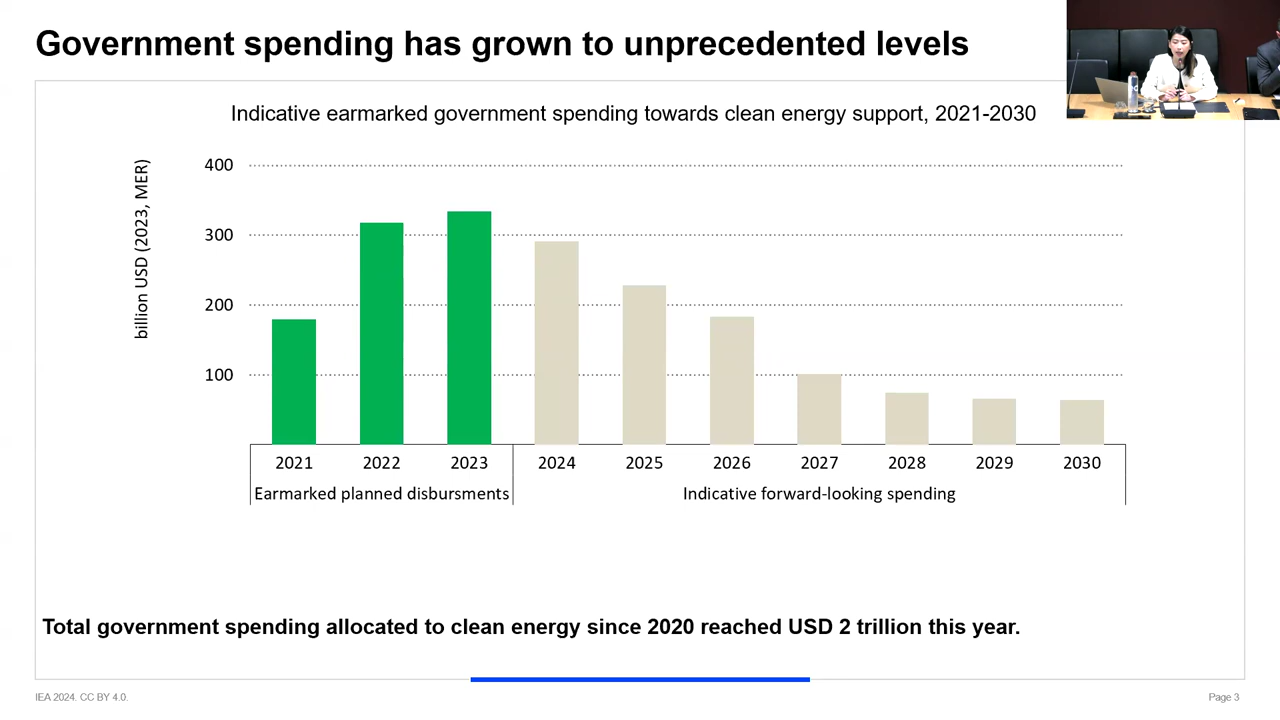 Government spending has grown to unprecedented levels
Indicative earmarked government spending towards clean energy support, 2021-2030
billion USD (2023, MER)
400
300
200
100
2021 2022 2023 2024 2025 2026 2027 2028 2029 2030
Earmarked planned disbursments Indicative forward-looking spending
Total government spending allocated to clean energy since 2020 reached USD 2 trillion this year.
IEA 2024. CC BY 4.0. Page 3